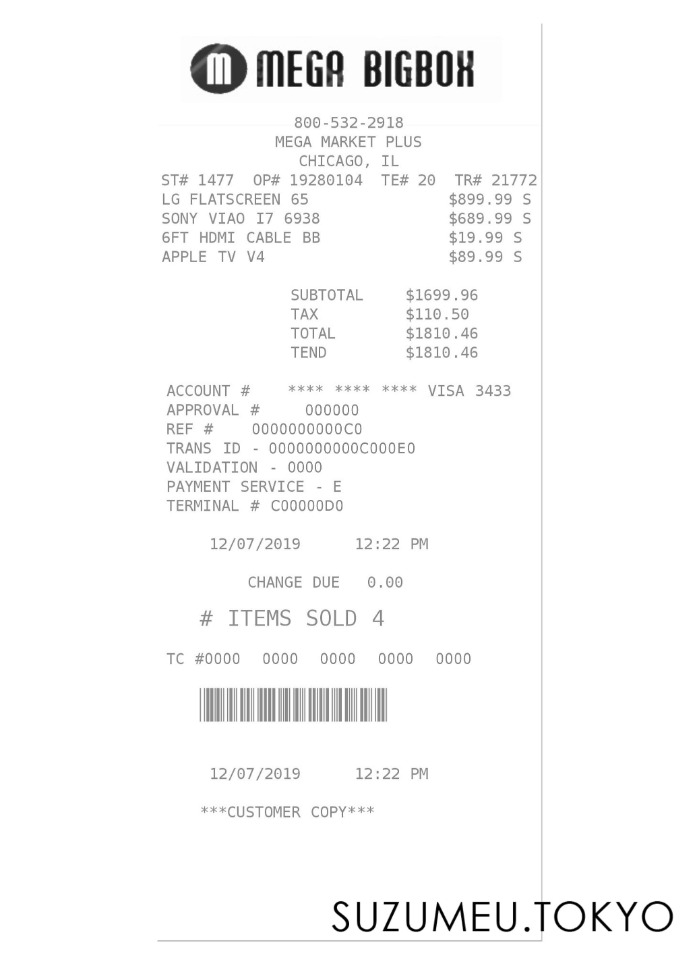 m MEGA BIGBOX
800-532-2918
MEGA MARKET PLUS
CHICAGO, IL
ST# 1477 OP# 19280104 TE# 20 TR# 21772
LG FLATSCREEN 65 $899.99 S
SONY VIAO I7 6938 $689.99 S
6FT HDMI CABLE BB $19.99 S
APPLE TV V4 $89.99 S
SUBTOTAL $1699.96
TAX $110.50
TOTAL $1810.46
TEND $1810.46
ACCOUNT # **** **** **** VISA 3433
APPROVAL # 000000
REF # 0000000000C0
TRANS ID - 0000000000C000E0
VALIDATION - 0000
PAYMENT SERVICE - E
TERMINAL # C00000D0
12/07/2019 12:22 PM
CHANGE DUE 0.00
# ITEMS SOLD 4
TC #0000 0000 0000 0000 0000
12/07/2019 12:22 PM
***CUSTOMER COPY***
SUZUMEU.TOKYO